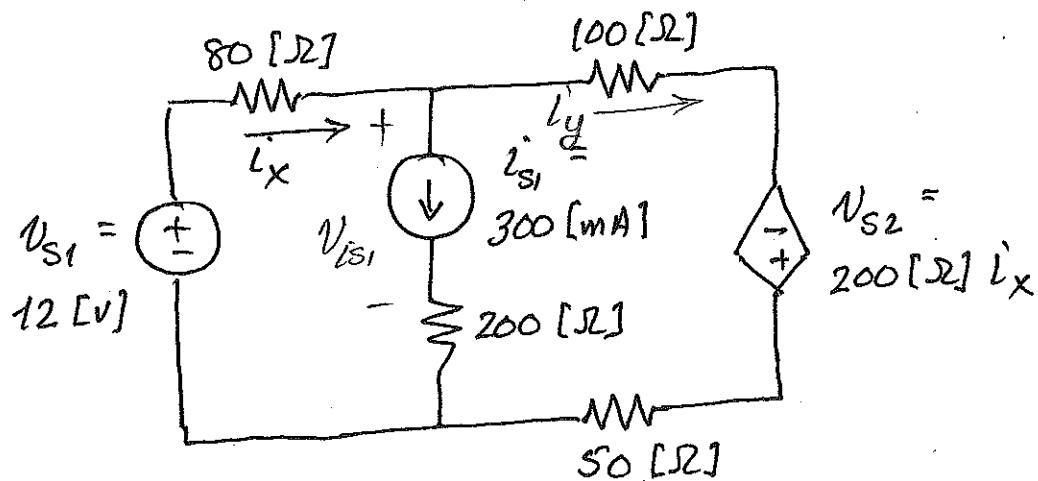 80 [Ω]
100 [Ω]
i_x
+
i_y
i_S1 =
300 [mA]
v_S1 =
12 [v]
+
-
v_iS1
-
200 [Ω]
-
+
v_S2 =
200 [Ω] i_x
50 [Ω]